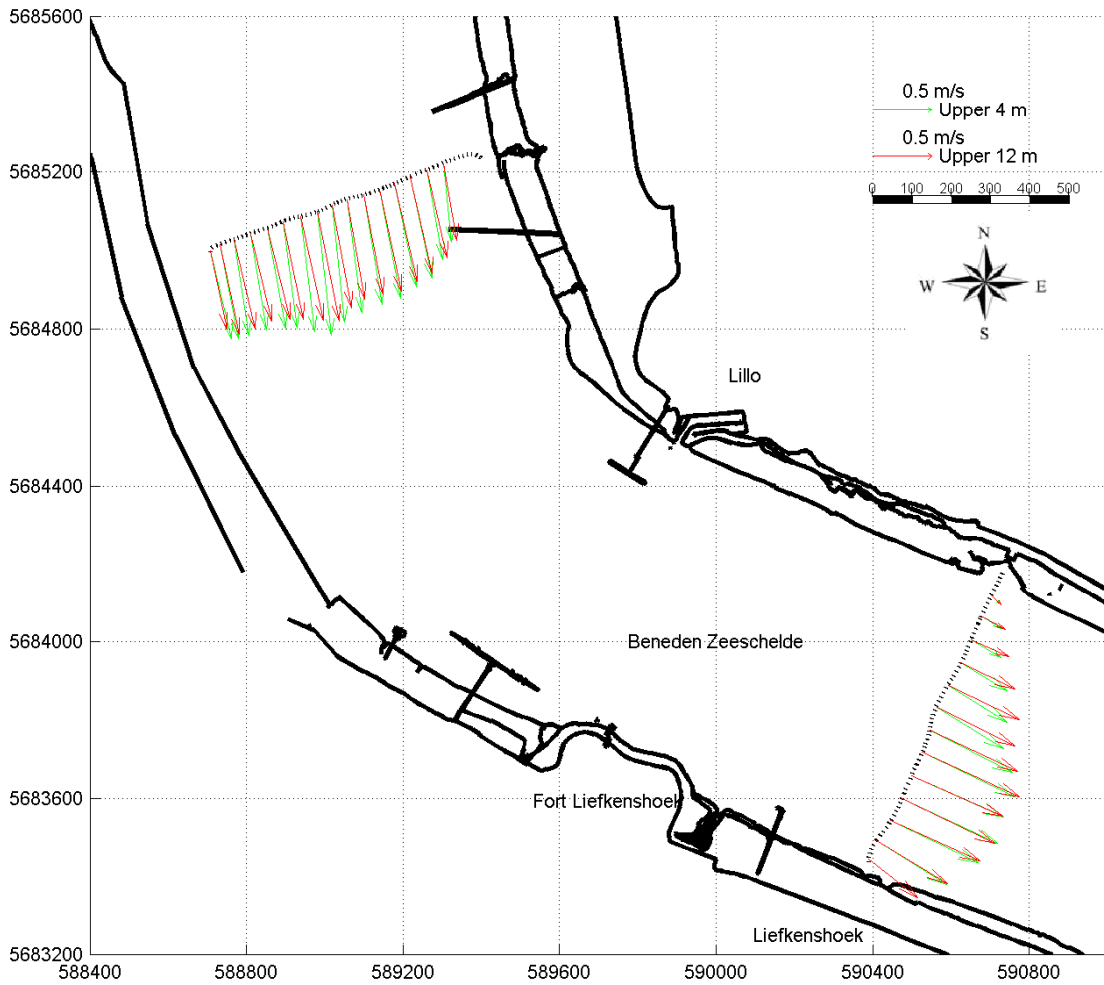 5685600
5685200
5684800
5684400
5684000
5683600
5683200
588400 588800 589200 589600 590000 590400 590800
0.5 m/s
Upper 4 m
0.5 m/s
Upper 12 m
0 100 200 300 400 500
N
W E
S
Lillo
Beneden Zeeschelde
Fort Liefkenshoek
Liefkenshoek